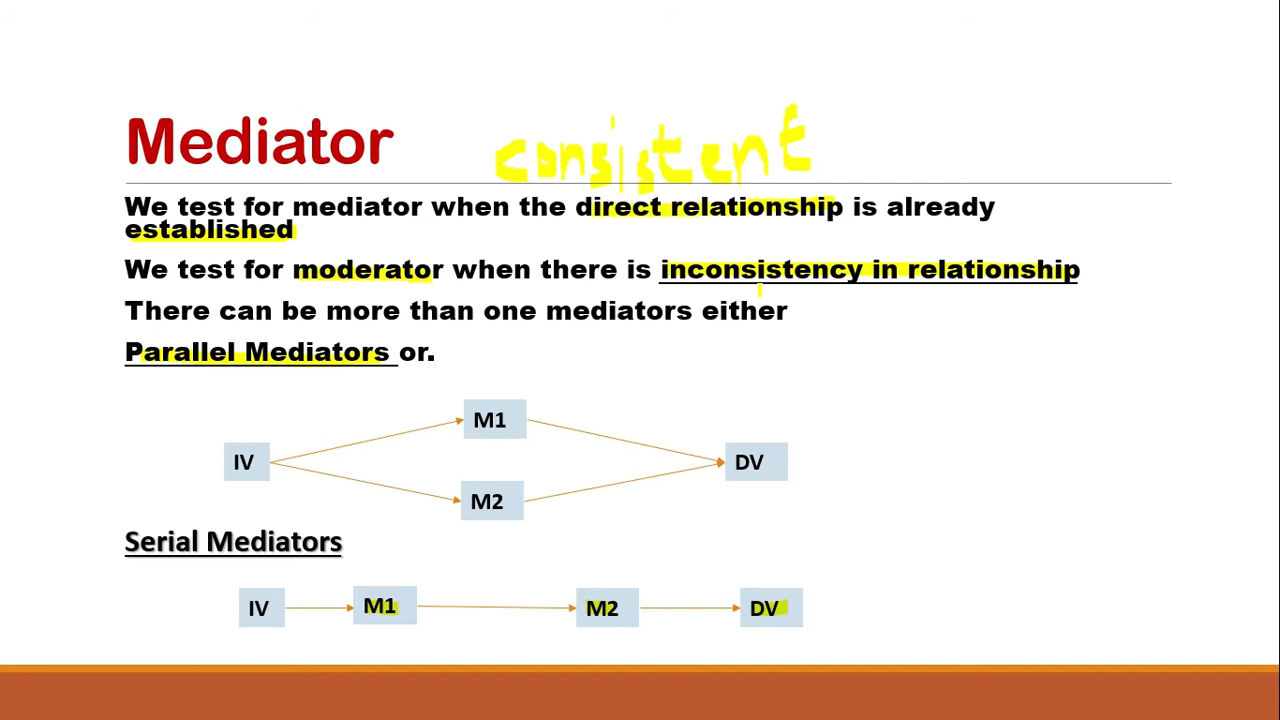 Mediator consistent
We test for mediator when the direct relationship is already
established
We test for moderator when there is inconsistency in relationship
There can be more than one mediators either
Parallel Mediators or.
M1
IV DV
M2
Serial Mediators
IV M1 M2 DV